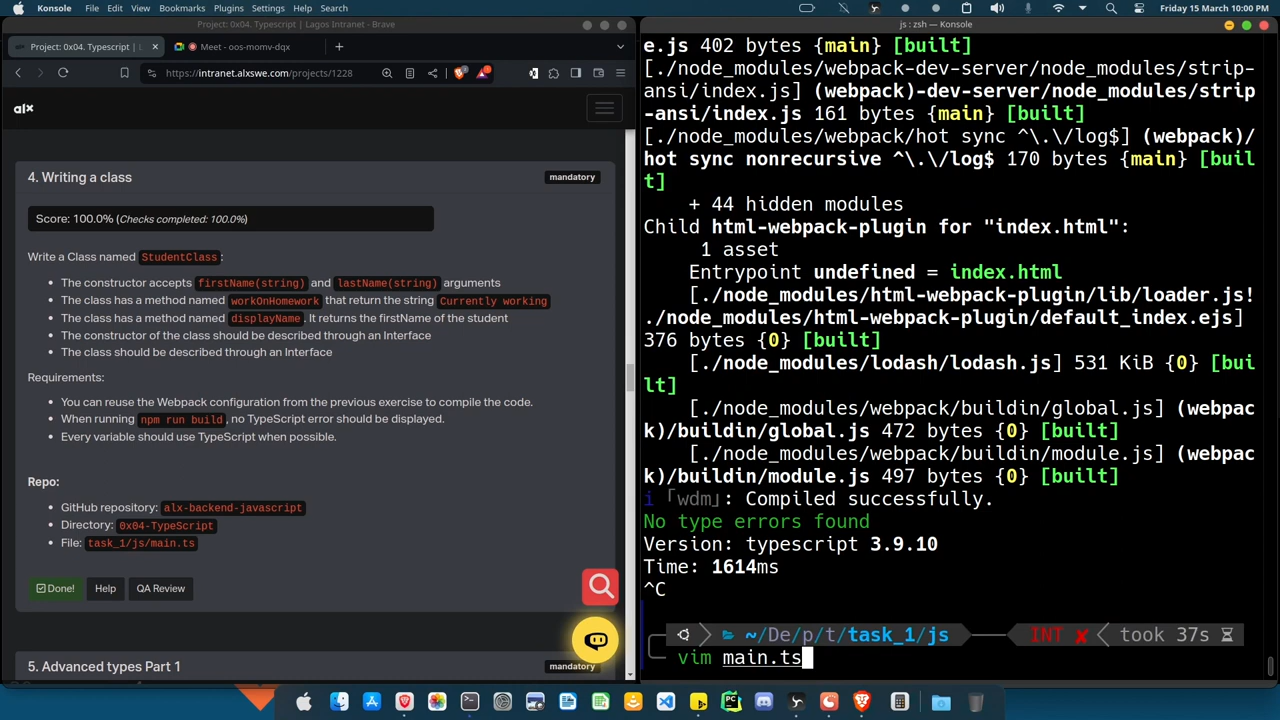 Konsole File Edit View Bookmarks Plugins Settings Help
Friday 15 March 10:00 PM
Project: 0x04. Typescript | Lagos Intranet - Brave
Project: 0x04. Typescript | L
Meet - oos-momv-dqx
https://intranet.alxswe.com/projects/1228
alx
4. Writing a class
mandatory
Score: 100.0% (Checks completed: 100.0%)
Write a Class named StudentClass:
The constructor accepts firstName(string) and lastName(string) arguments
The class has a method named workOnHomework that return the string Currently working
The class has a method named displayName. It returns the firstName of the student
The constructor of the class should be described through an Interface
The class should be described through an Interface
Requirements:
You can reuse the Webpack configuration from the previous exercise to compile the code.
When running npm run build, no TypeScript error should be displayed.
Every variable should use TypeScript when possible.
Repo:
GitHub repository: alx-backend-javascript
Directory: 0x04-TypeScript
File: task_1/js/main.ts
Done! Help QA Review
5. Advanced types Part 1
mandatory
js : zsh — Konsole
e.js 402 bytes {main} [built]
[./node_modules/webpack-dev-server/node_modules/strip-
ansi/index.js] (webpack)-dev-server/node_modules/strip
-ansi/index.js 161 bytes {main} [built]
[./node_modules/webpack/hot sync ^\.\/log$] (webpack)/
hot sync nonrecursive ^\.\/log$ 170 bytes {main} [buil
t]
+ 44 hidden modules
Child html-webpack-plugin for "index.html":
1 asset
Entrypoint undefined = index.html
[./node_modules/html-webpack-plugin/lib/loader.js!
./node_modules/html-webpack-plugin/default_index.ejs]
376 bytes {0} [built]
[./node_modules/lodash/lodash.js] 531 KiB {0} [bui
lt]
[./node_modules/webpack/buildin/global.js] (webpac
k)/buildin/global.js 472 bytes {0} [built]
[./node_modules/webpack/buildin/module.js] (webpac
k)/buildin/module.js 497 bytes {0} [built]
i ｢wdm｣: Compiled successfully.
No type errors found
Version: typescript 3.9.10
Time: 1614ms
^C
~/De/p/t/task_1/js INT ✘ took 37s
vim main.ts